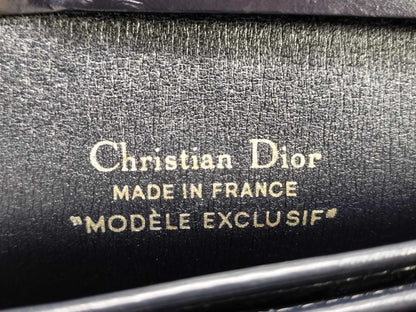 Christian Dior
MADE IN FRANCE
"MODÈLE EXCLUSIF"